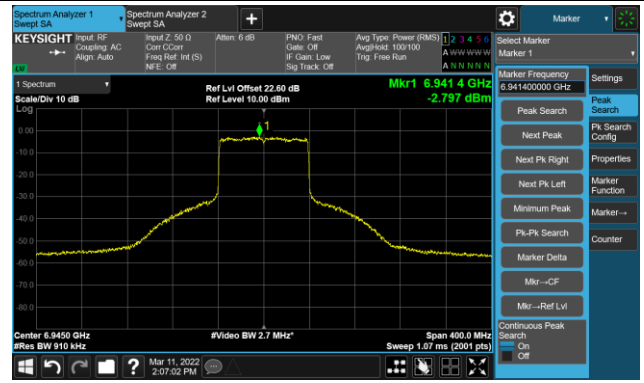 Spectrum Analyzer 1
Swept SA
Spectrum Analyzer 2
Swept SA
+
Marker
KEYSIGHT
Input: RF
Coupling: AC
Align: Auto
Input Z: 50 Ω
Corr CCorr
Freq Ref: Int (S)
NFE: Off
Atten: 6 dB
PNO: Fast
Gate: Off
IF Gain: Low
Sig Track: Off
Avg Type: Power (RMS)
Avg|Hold: 100/100
Trig: Free Run
1 2 3 4 5 6
A W W W W W
A N N N N N
LXI
Select Marker
Marker 1
1 Spectrum
Scale/Div 10 dB
Log
Ref Lvl Offset 22.60 dB
Ref Level 10.00 dBm
Mkr1 6.941 4 GHz
-2.797 dBm
1
0.00
-10.0
-20.0
-30.0
-40.0
-50.0
-60.0
-70.0
-80.0
Center 6.9450 GHz
#Res BW 910 kHz
#Video BW 2.7 MHz*
Span 400.0 MHz
Sweep 1.07 ms (2001 pts)
Marker Frequency
6.941400000 GHz
Peak Search
Next Peak
Next Pk Right
Next Pk Left
Minimum Peak
Pk-Pk Search
Marker Delta
Mkr→CF
Mkr→Ref Lvl
Continuous Peak
Search
On
Off
Settings
Peak
Search
Pk Search
Config
Properties
Marker
Function
Marker→
Counter
?
Mar 11, 2022
2:07:02 PM